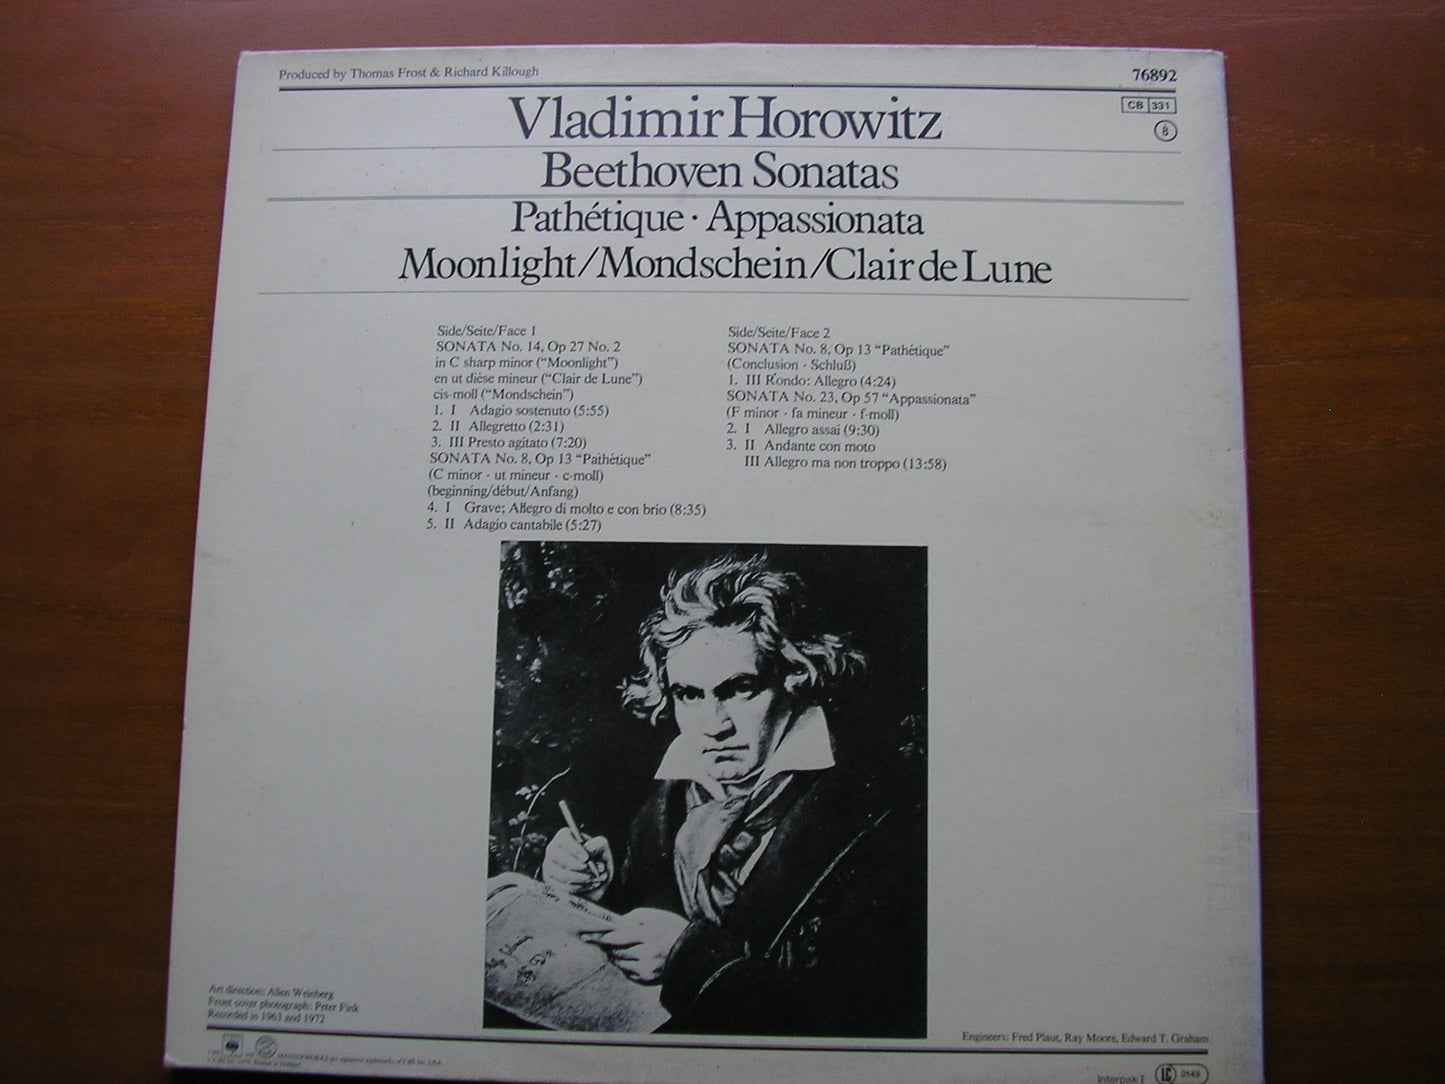 Produced by Thomas Frost & Richard Killough
76892
CB 331
8
Vladimir Horowitz
Beethoven Sonatas
Pathétique · Appassionata
Moonlight/Mondschein/Clair de Lune
Side/Seite/Face 1
SONATA No. 14, Op 27 No. 2
in C sharp minor ("Moonlight")
en ut dièse mineur ("Clair de Lune")
cis-moll ("Mondschein")
1. I Adagio sostenuto (5:55)
2. II Allegretto (2:31)
3. III Presto agitato (7:20)
SONATA No. 8, Op 13 "Pathétique"
(C minor · ut mineur · c-moll)
(beginning/début/Anfang)
4. I Grave; Allegro di molto e con brio (8:35)
5. II Adagio cantabile (5:27)
Side/Seite/Face 2
SONATA No. 8, Op 13 "Pathétique"
(Conclusion · Schluß)
1. III Rondo: Allegro (4:24)
SONATA No. 23, Op 57 "Appassionata"
(F minor · fa mineur · f-moll)
2. I Allegro assai (9:30)
3. II Andante con moto
III Allegro ma non troppo (13:58)
Art direction: Allen Weinberg
Front cover photograph: Peter Fink
Recorded in 1963 and 1972
Engineers: Fred Plaut, Ray Moore, Edward T. Graham
MASTERWORKS are registered trademarks of CBS Inc. USA
Interpak I
LC 0149